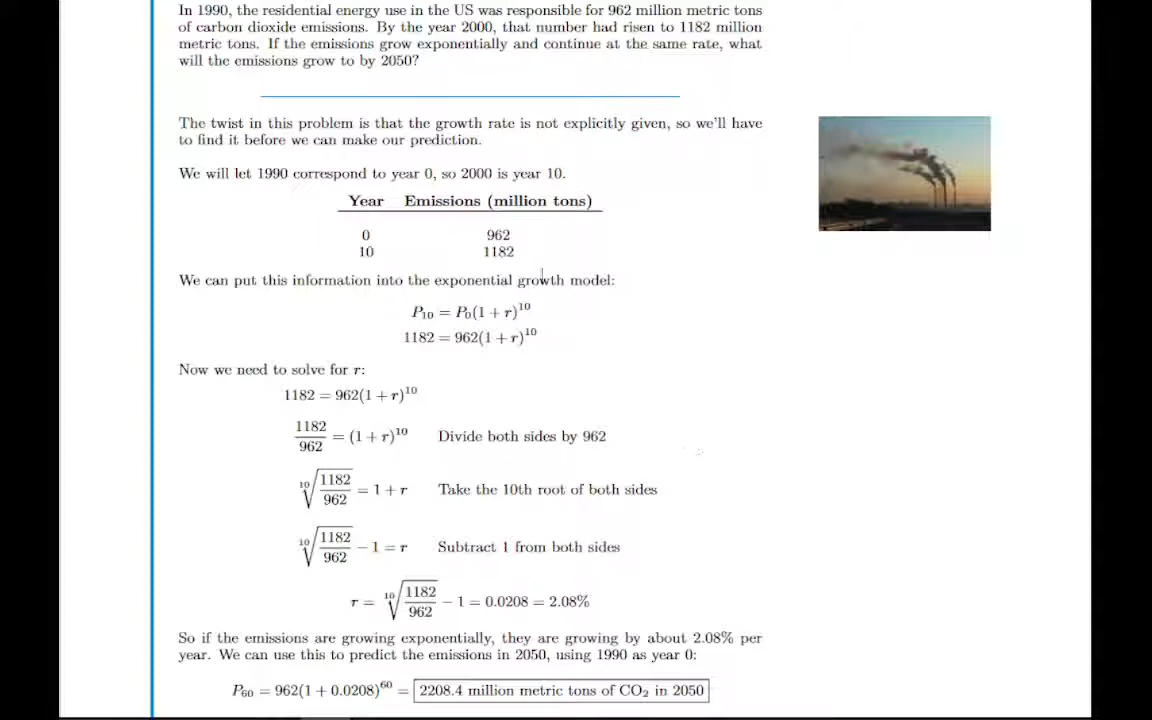 In 1990, the residential energy use in the US was responsible for 962 million metric tons
of carbon dioxide emissions. By the year 2000, that number had risen to 1182 million
metric tons. If the emissions grow exponentially and continue at the same rate, what
will the emissions grow to by 2050?
The twist in this problem is that the growth rate is not explicitly given, so we'll have
to find it before we can make our prediction.
We will let 1990 correspond to year 0, so 2000 is year 10.
Year Emissions (million tons)
0 962
10 1182
We can put this information into the exponential growth model:
P₁₀ = P₀(1 + r)¹⁰
1182 = 962(1 + r)¹⁰
Now we need to solve for r:
1182 = 962(1 + r)¹⁰
1182/962 = (1 + r)¹⁰ Divide both sides by 962
¹⁰√(1182/962) = 1 + r Take the 10th root of both sides
¹⁰√(1182/962) − 1 = r Subtract 1 from both sides
r = ¹⁰√(1182/962) − 1 = 0.0208 = 2.08%
So if the emissions are growing exponentially, they are growing by about 2.08% per
year. We can use this to predict the emissions in 2050, using 1990 as year 0:
P₆₀ = 962(1 + 0.0208)⁶⁰ = 2208.4 million metric tons of CO₂ in 2050